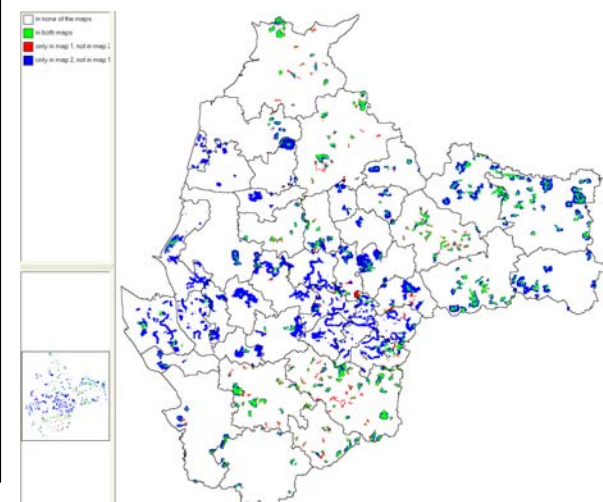 in none of the maps
in both maps
only in map 1, not in map 2
only in map 2, not in map 1